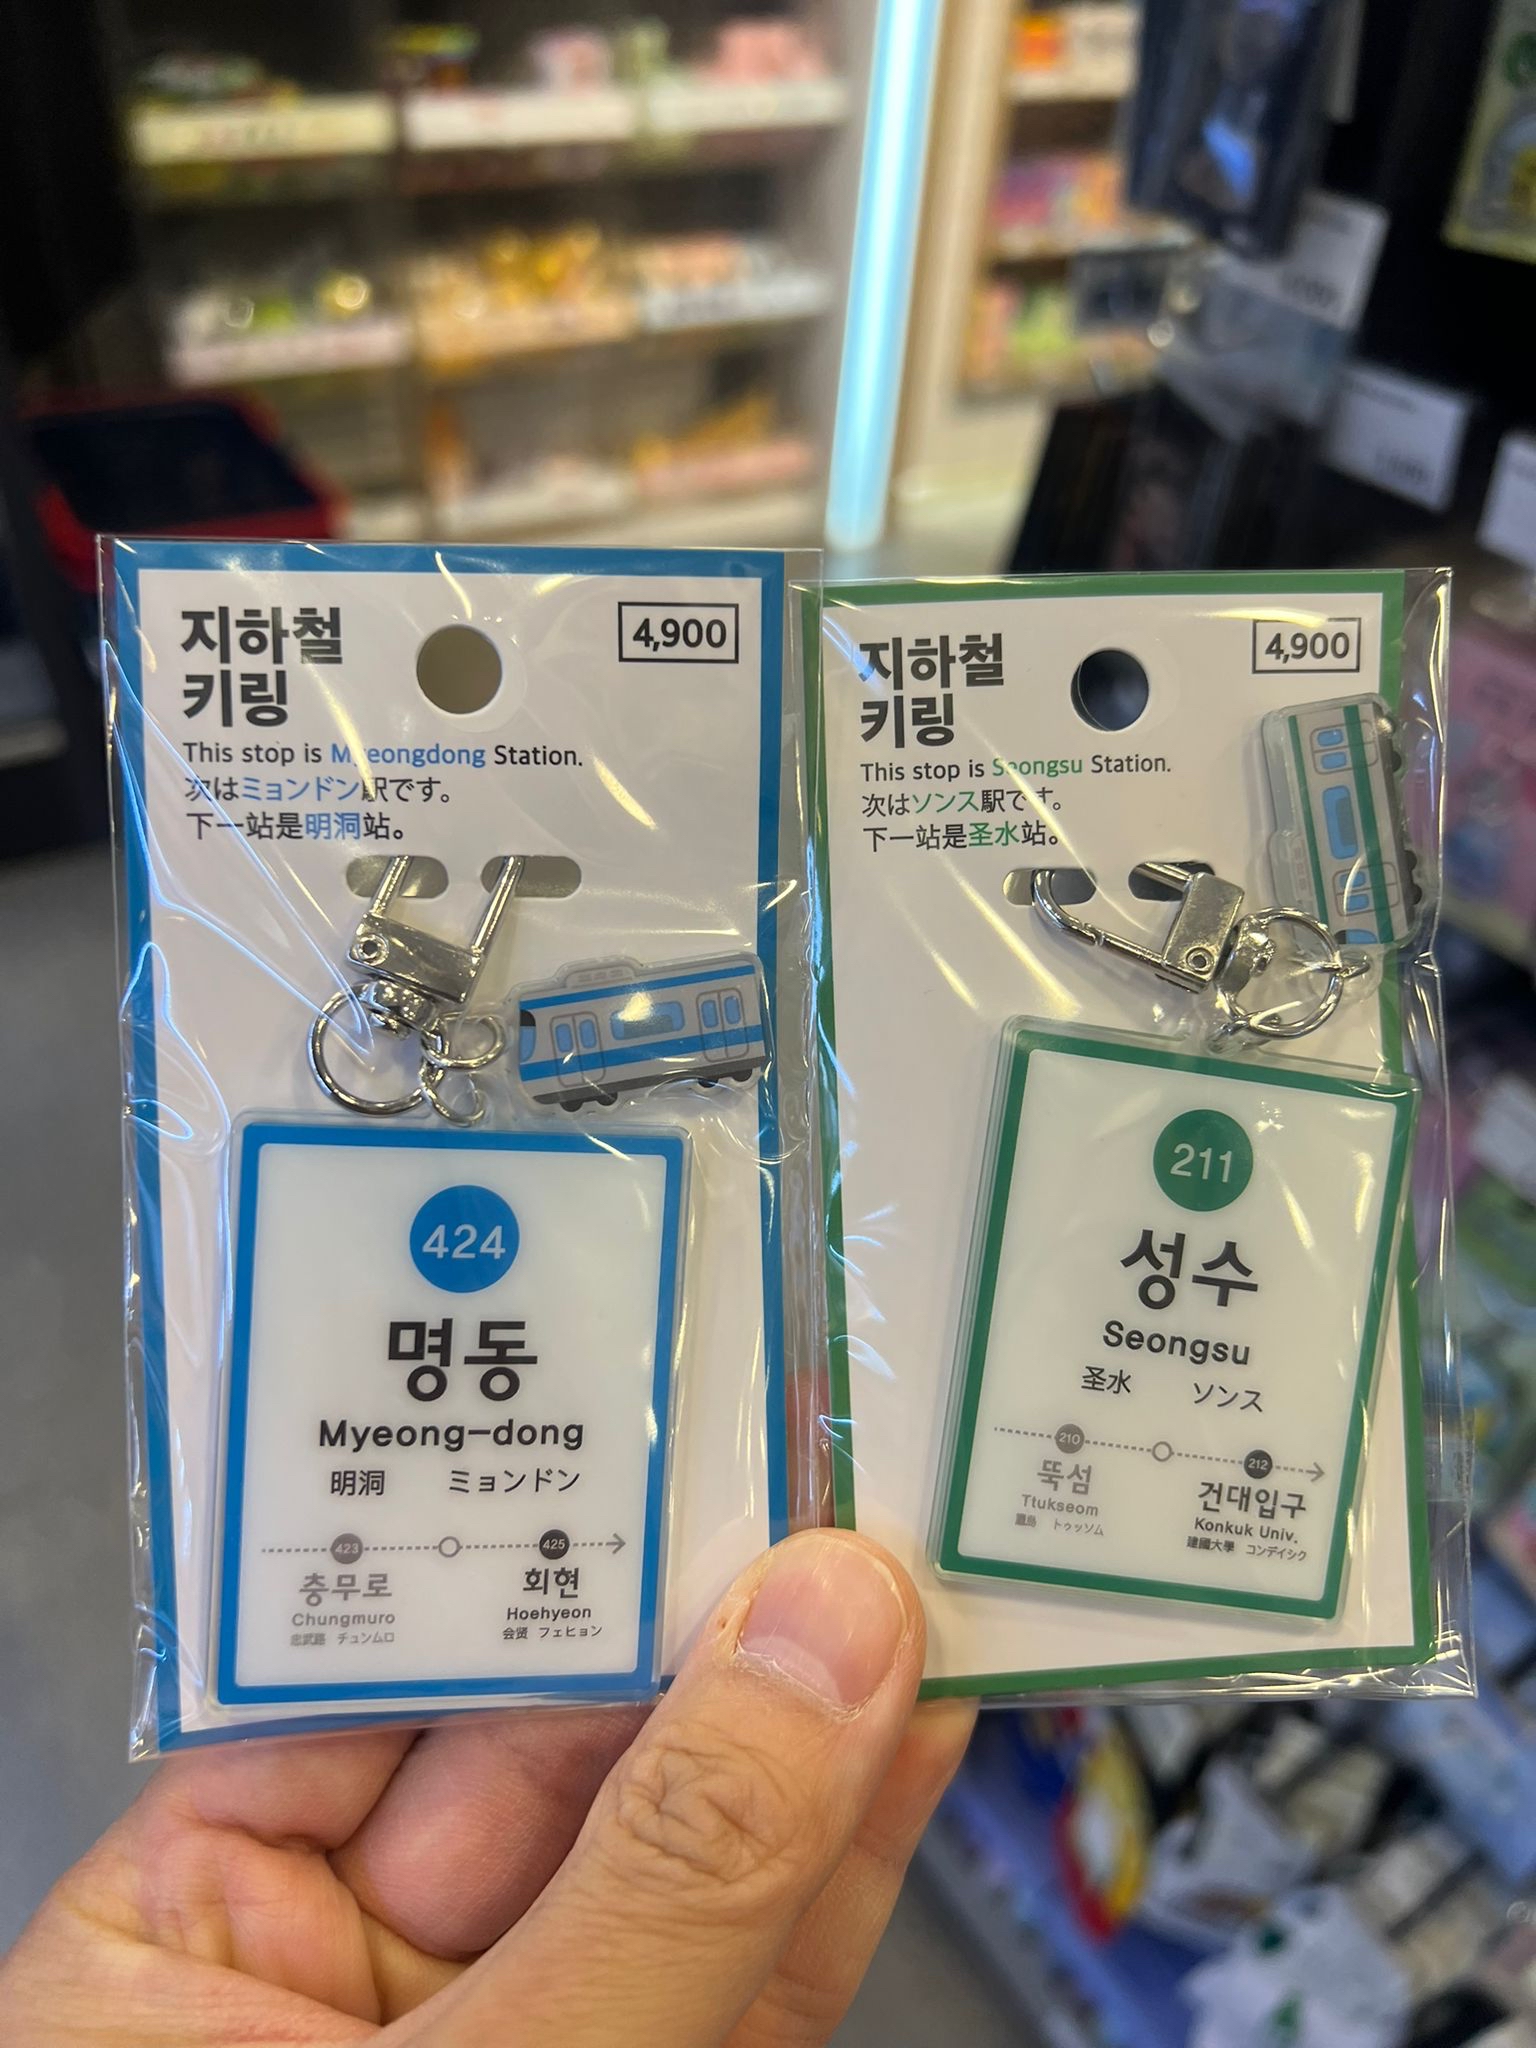 지하철
키링
4,900
This stop is Myeongdong Station.
次はミョンドン駅です。
下一站是明洞站。
424
명동
Myeong-dong
明洞 ミョンドン
423 425
충무로 회현
Chungmuro Hoehyeon
忠武路 チュンムロ 会贤 フェヒョン
지하철
키링
4,900
This stop is Seongsu Station.
次はソンス駅です。
下一站是圣水站。
211
성수
Seongsu
圣水 ソンス
210 212
뚝섬 건대입구
Ttukseom Konkuk Univ.
纛島 トゥッソム 建國大學 コンデイシク